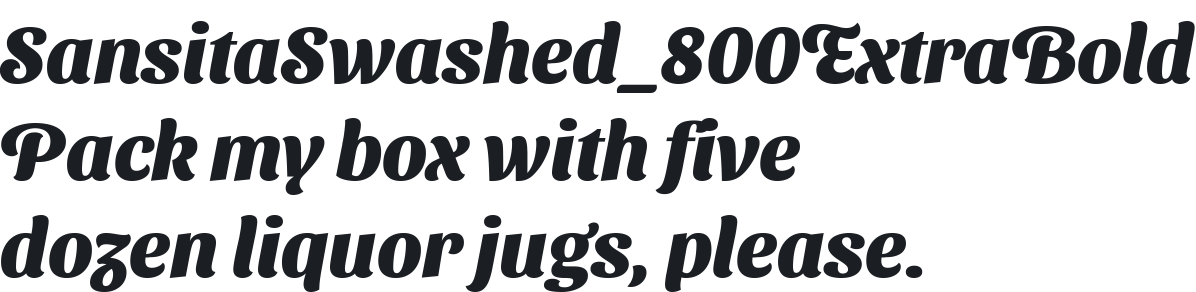 SansitaSwashed_800ExtraBold
Pack my box with five
dozen liquor jugs, please.